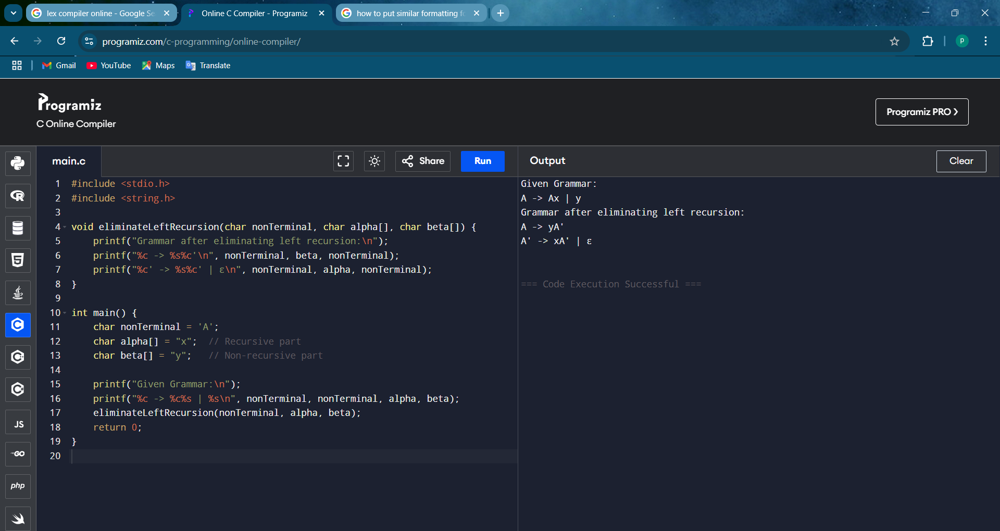 lex compiler online - Google Se
Online C Compiler - Programiz
how to put similar formatting fo
programiz.com/c-programming/online-compiler/
P
Gmail
YouTube
Maps
Translate
Programiz
C Online Compiler
Programiz PRO ❯
main.c
Share
Run
Output
Clear
1 #include <stdio.h>
2 #include <string.h>
3
4 void eliminateLeftRecursion(char nonTerminal, char alpha[], char beta[]) {
5     printf("Grammar after eliminating left recursion:\n");
6     printf("%c -> %s%c'\n", nonTerminal, beta, nonTerminal);
7     printf("%c' -> %s%c' | ε\n", nonTerminal, alpha, nonTerminal);
8 }
9
10 int main() {
11     char nonTerminal = 'A';
12     char alpha[] = "x";  // Recursive part
13     char beta[] = "y";   // Non-recursive part
14
15     printf("Given Grammar:\n");
16     printf("%c -> %c%s | %s\n", nonTerminal, nonTerminal, alpha, beta);
17     eliminateLeftRecursion(nonTerminal, alpha, beta);
18     return 0;
19 }
20
Given Grammar:
A -> Ax | y
Grammar after eliminating left recursion:
A -> yA'
A' -> xA' | ε
=== Code Execution Successful ===
R
5
C
C
C
JS
GO
php